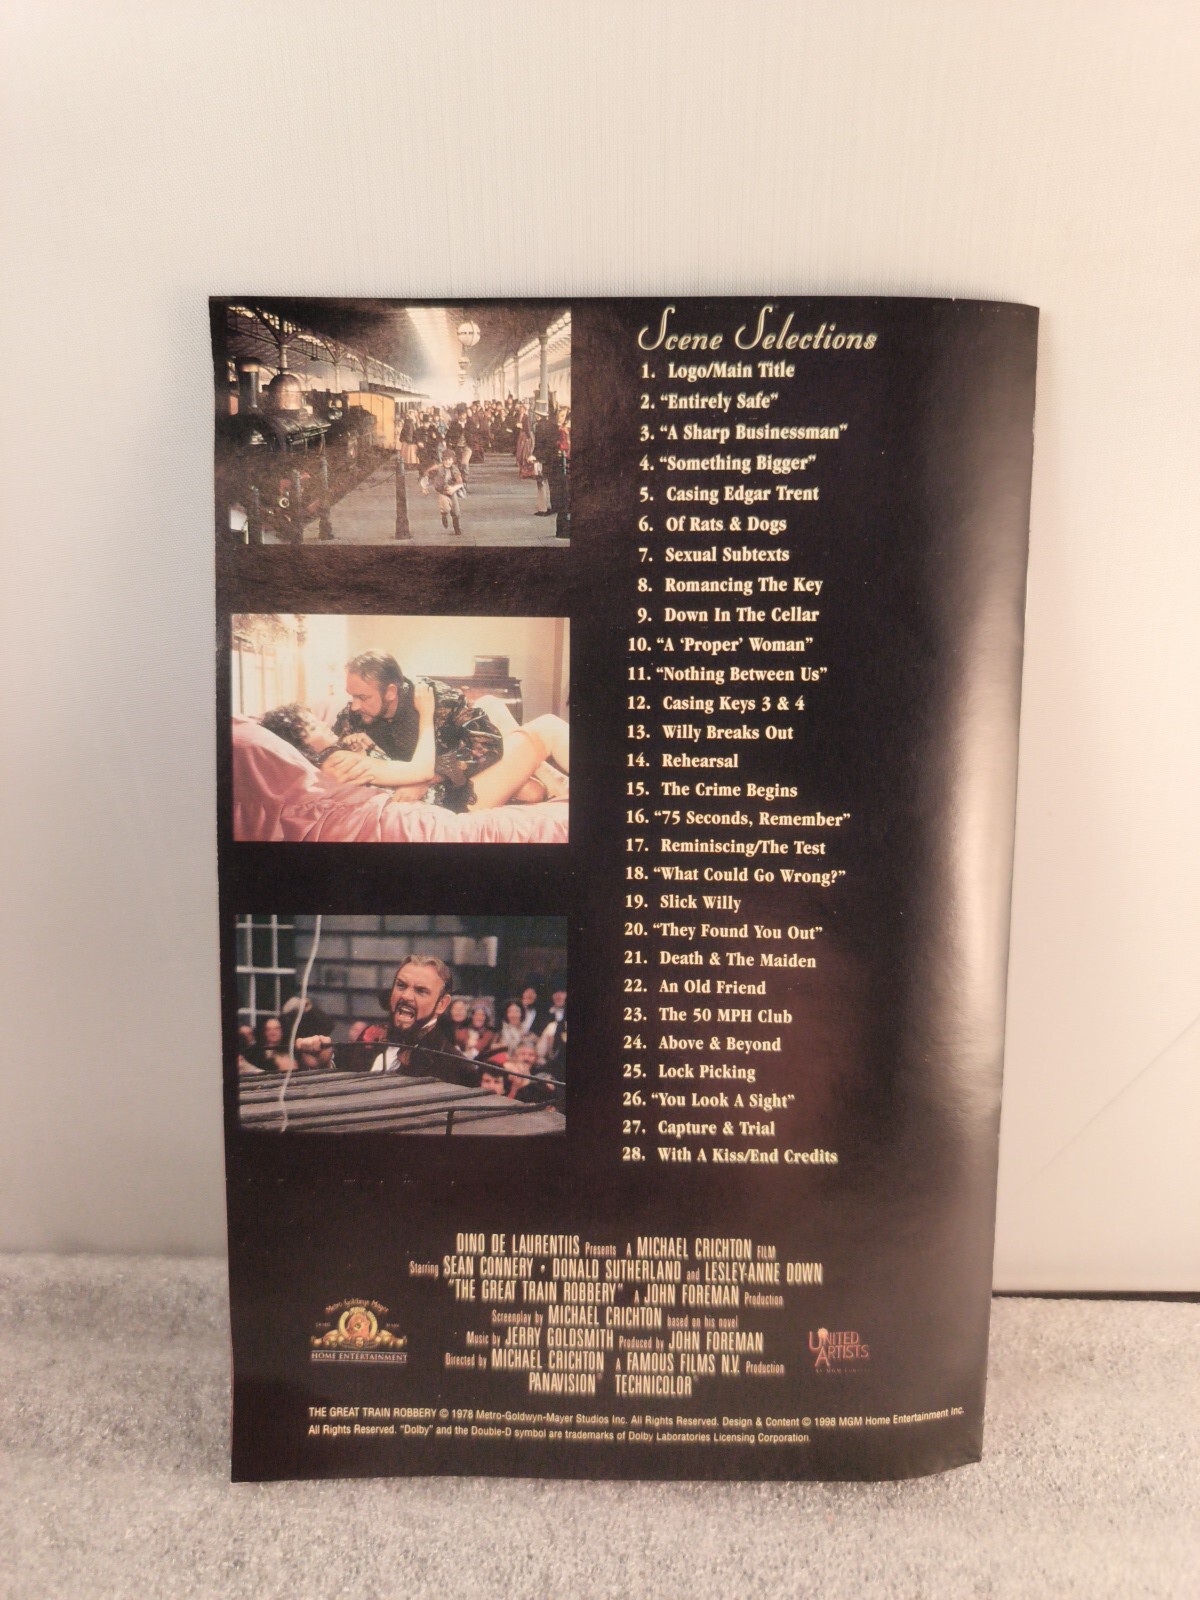 Scene Selections
1. Logo/Main Title
2. “Entirely Safe”
3. “A Sharp Businessman”
4. “Something Bigger”
5. Casing Edgar Trent
6. Of Rats & Dogs
7. Sexual Subtexts
8. Romancing The Key
9. Down In The Cellar
10. “A ‘Proper’ Woman”
11. “Nothing Between Us”
12. Casing Keys 3 & 4
13. Willy Breaks Out
14. Rehearsal
15. The Crime Begins
16. “75 Seconds, Remember”
17. Reminiscing/The Test
18. “What Could Go Wrong?”
19. Slick Willy
20. “They Found You Out”
21. Death & The Maiden
22. An Old Friend
23. The 50 MPH Club
24. Above & Beyond
25. Lock Picking
26. “You Look A Sight”
27. Capture & Trial
28. With A Kiss/End Credits
DINO DE LAURENTIIS Presents A MICHAEL CRICHTON FILM
Starring SEAN CONNERY • DONALD SUTHERLAND and LESLEY-ANNE DOWN
"THE GREAT TRAIN ROBBERY" A JOHN FOREMAN Production
Screenplay by MICHAEL CRICHTON based on his novel
Music by JERRY GOLDSMITH Produced by JOHN FOREMAN
Directed by MICHAEL CRICHTON A FAMOUS FILMS N.V. Production
PANAVISION® TECHNICOLOR®
Metro Goldwyn Mayer
HOME ENTERTAINMENT
UNITED
ARTISTS
THE GREAT TRAIN ROBBERY © 1978 Metro-Goldwyn-Mayer Studios Inc. All Rights Reserved. Design & Content © 1998 MGM Home Entertainment Inc.
All Rights Reserved. "Dolby" and the Double-D symbol are trademarks of Dolby Laboratories Licensing Corporation.